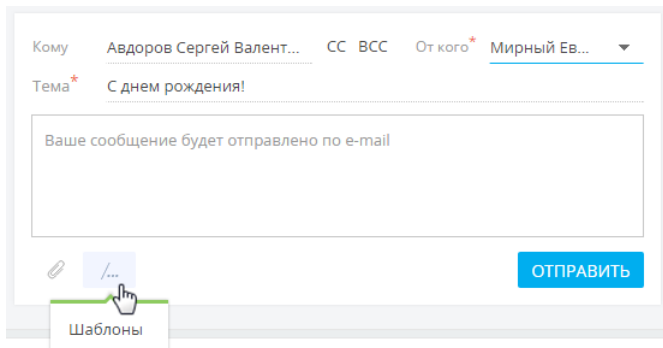 Кому Авдоров Сергей Валент... CC BCC От кого* Мирный Ев...
Тема* С днем рождения!
Ваше сообщение будет отправлено по e-mail
/... ОТПРАВИТЬ
Шаблоны